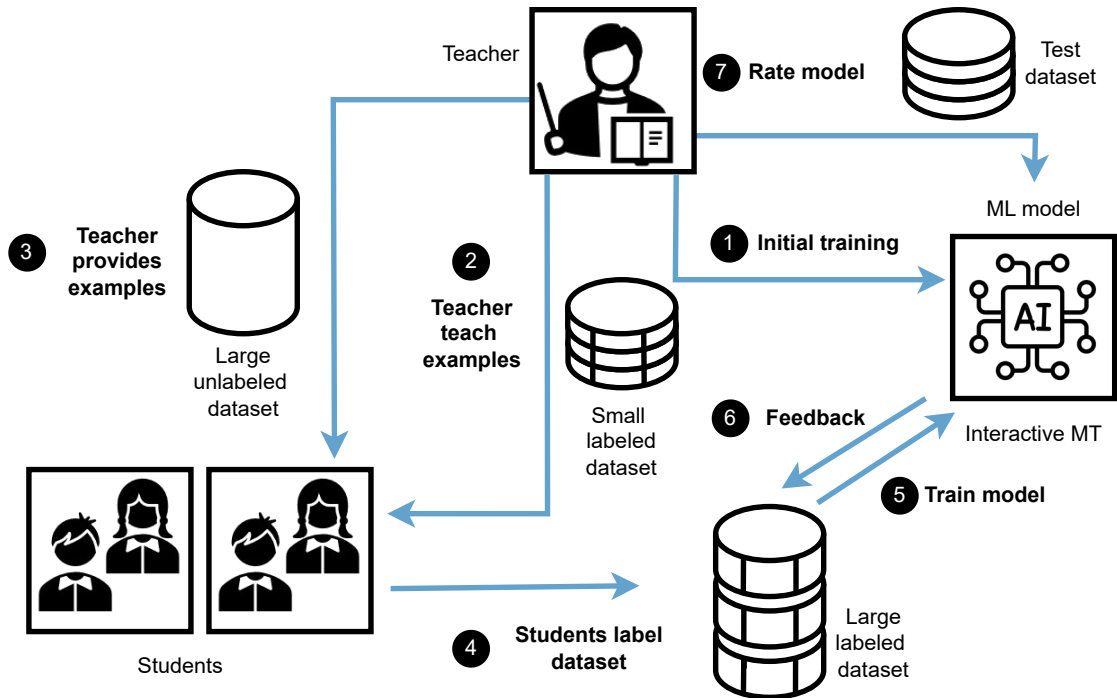 Teacher
7 Rate model
Test
dataset
ML model
1 Initial training
3 Teacher
provides
examples
2
Teacher
teach
examples
Large
unlabeled
dataset
Small
labeled
dataset
AI
6 Feedback
Interactive MT
5 Train model
4 Students label
dataset
Students
Large
labeled
dataset